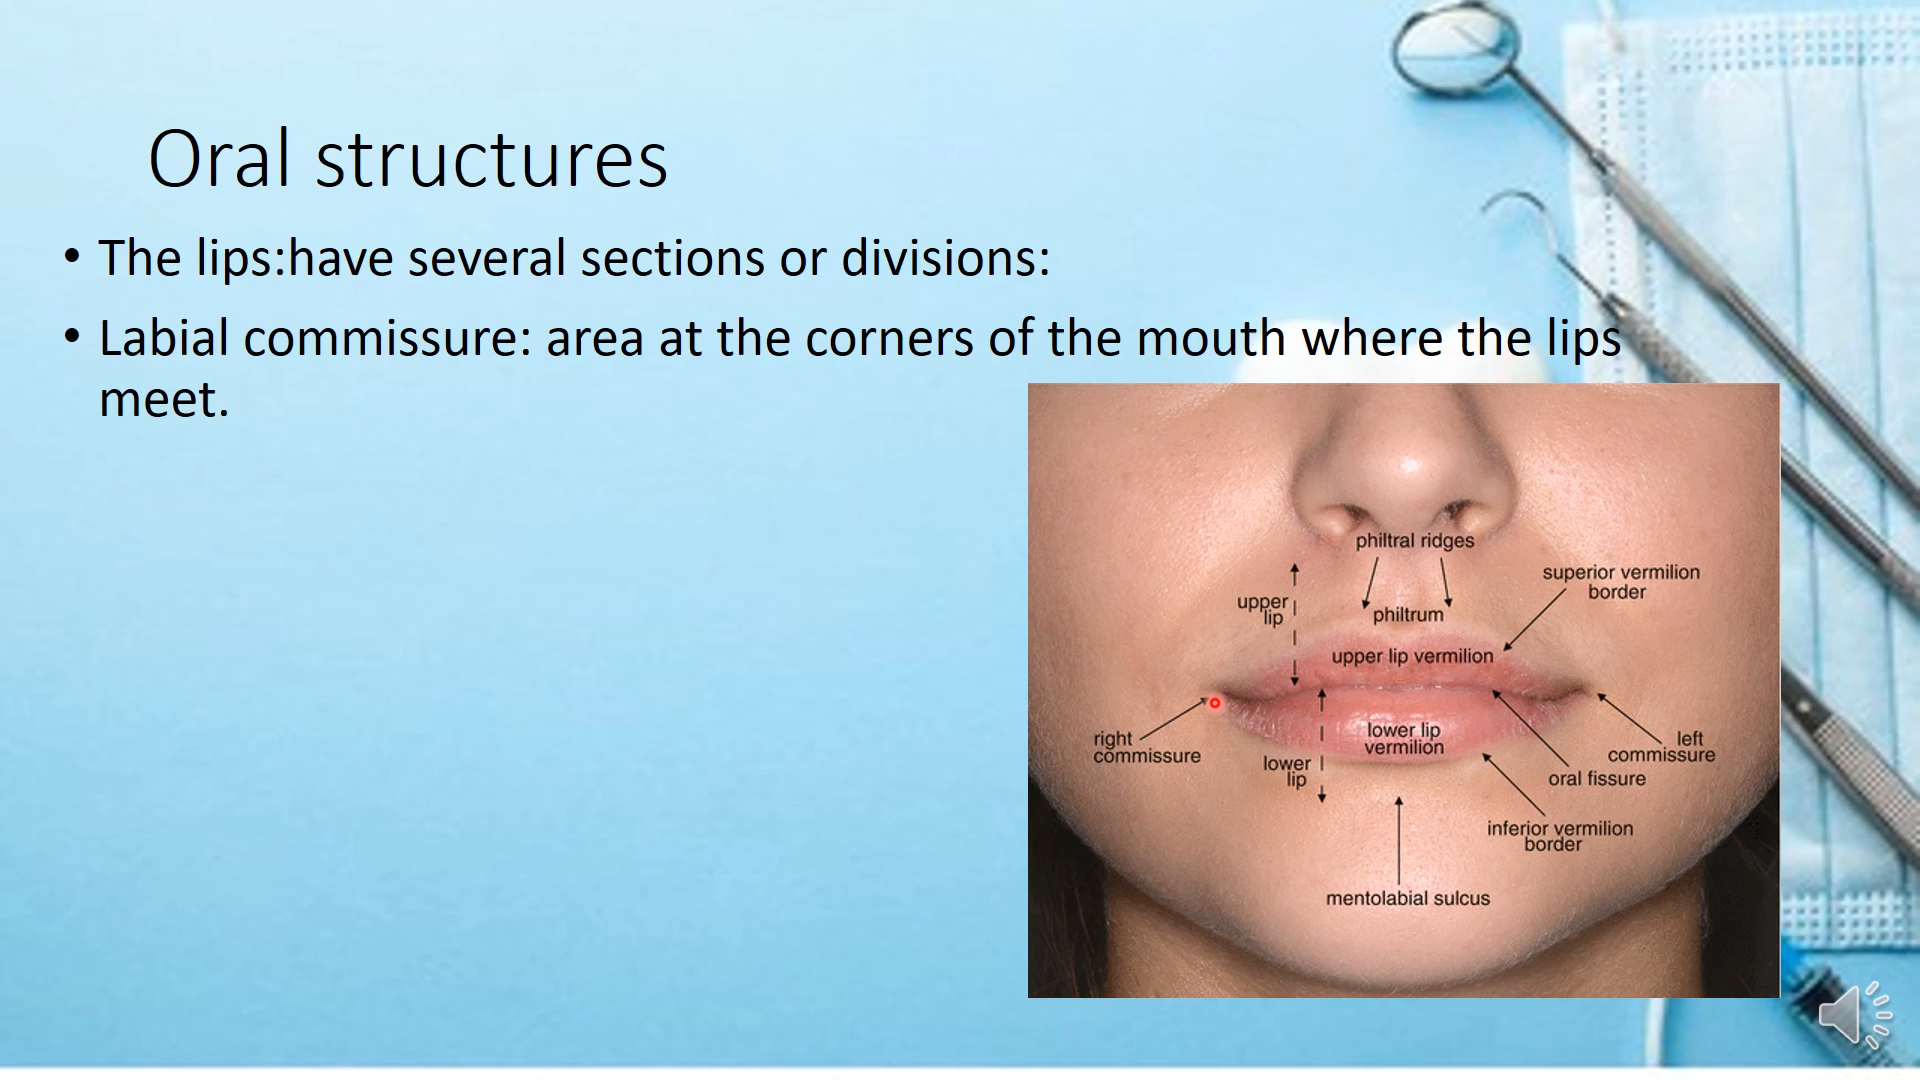 Oral structures
• The lips:have several sections or divisions:
• Labial commissure: area at the corners of the mouth where the lips
meet.
philtral ridges
superior vermilion
border
upper
lip
philtrum
upper lip vermilion
right
commissure
lower lip
vermilion
left
commissure
lower
lip
oral fissure
inferior vermilion
border
mentolabial sulcus